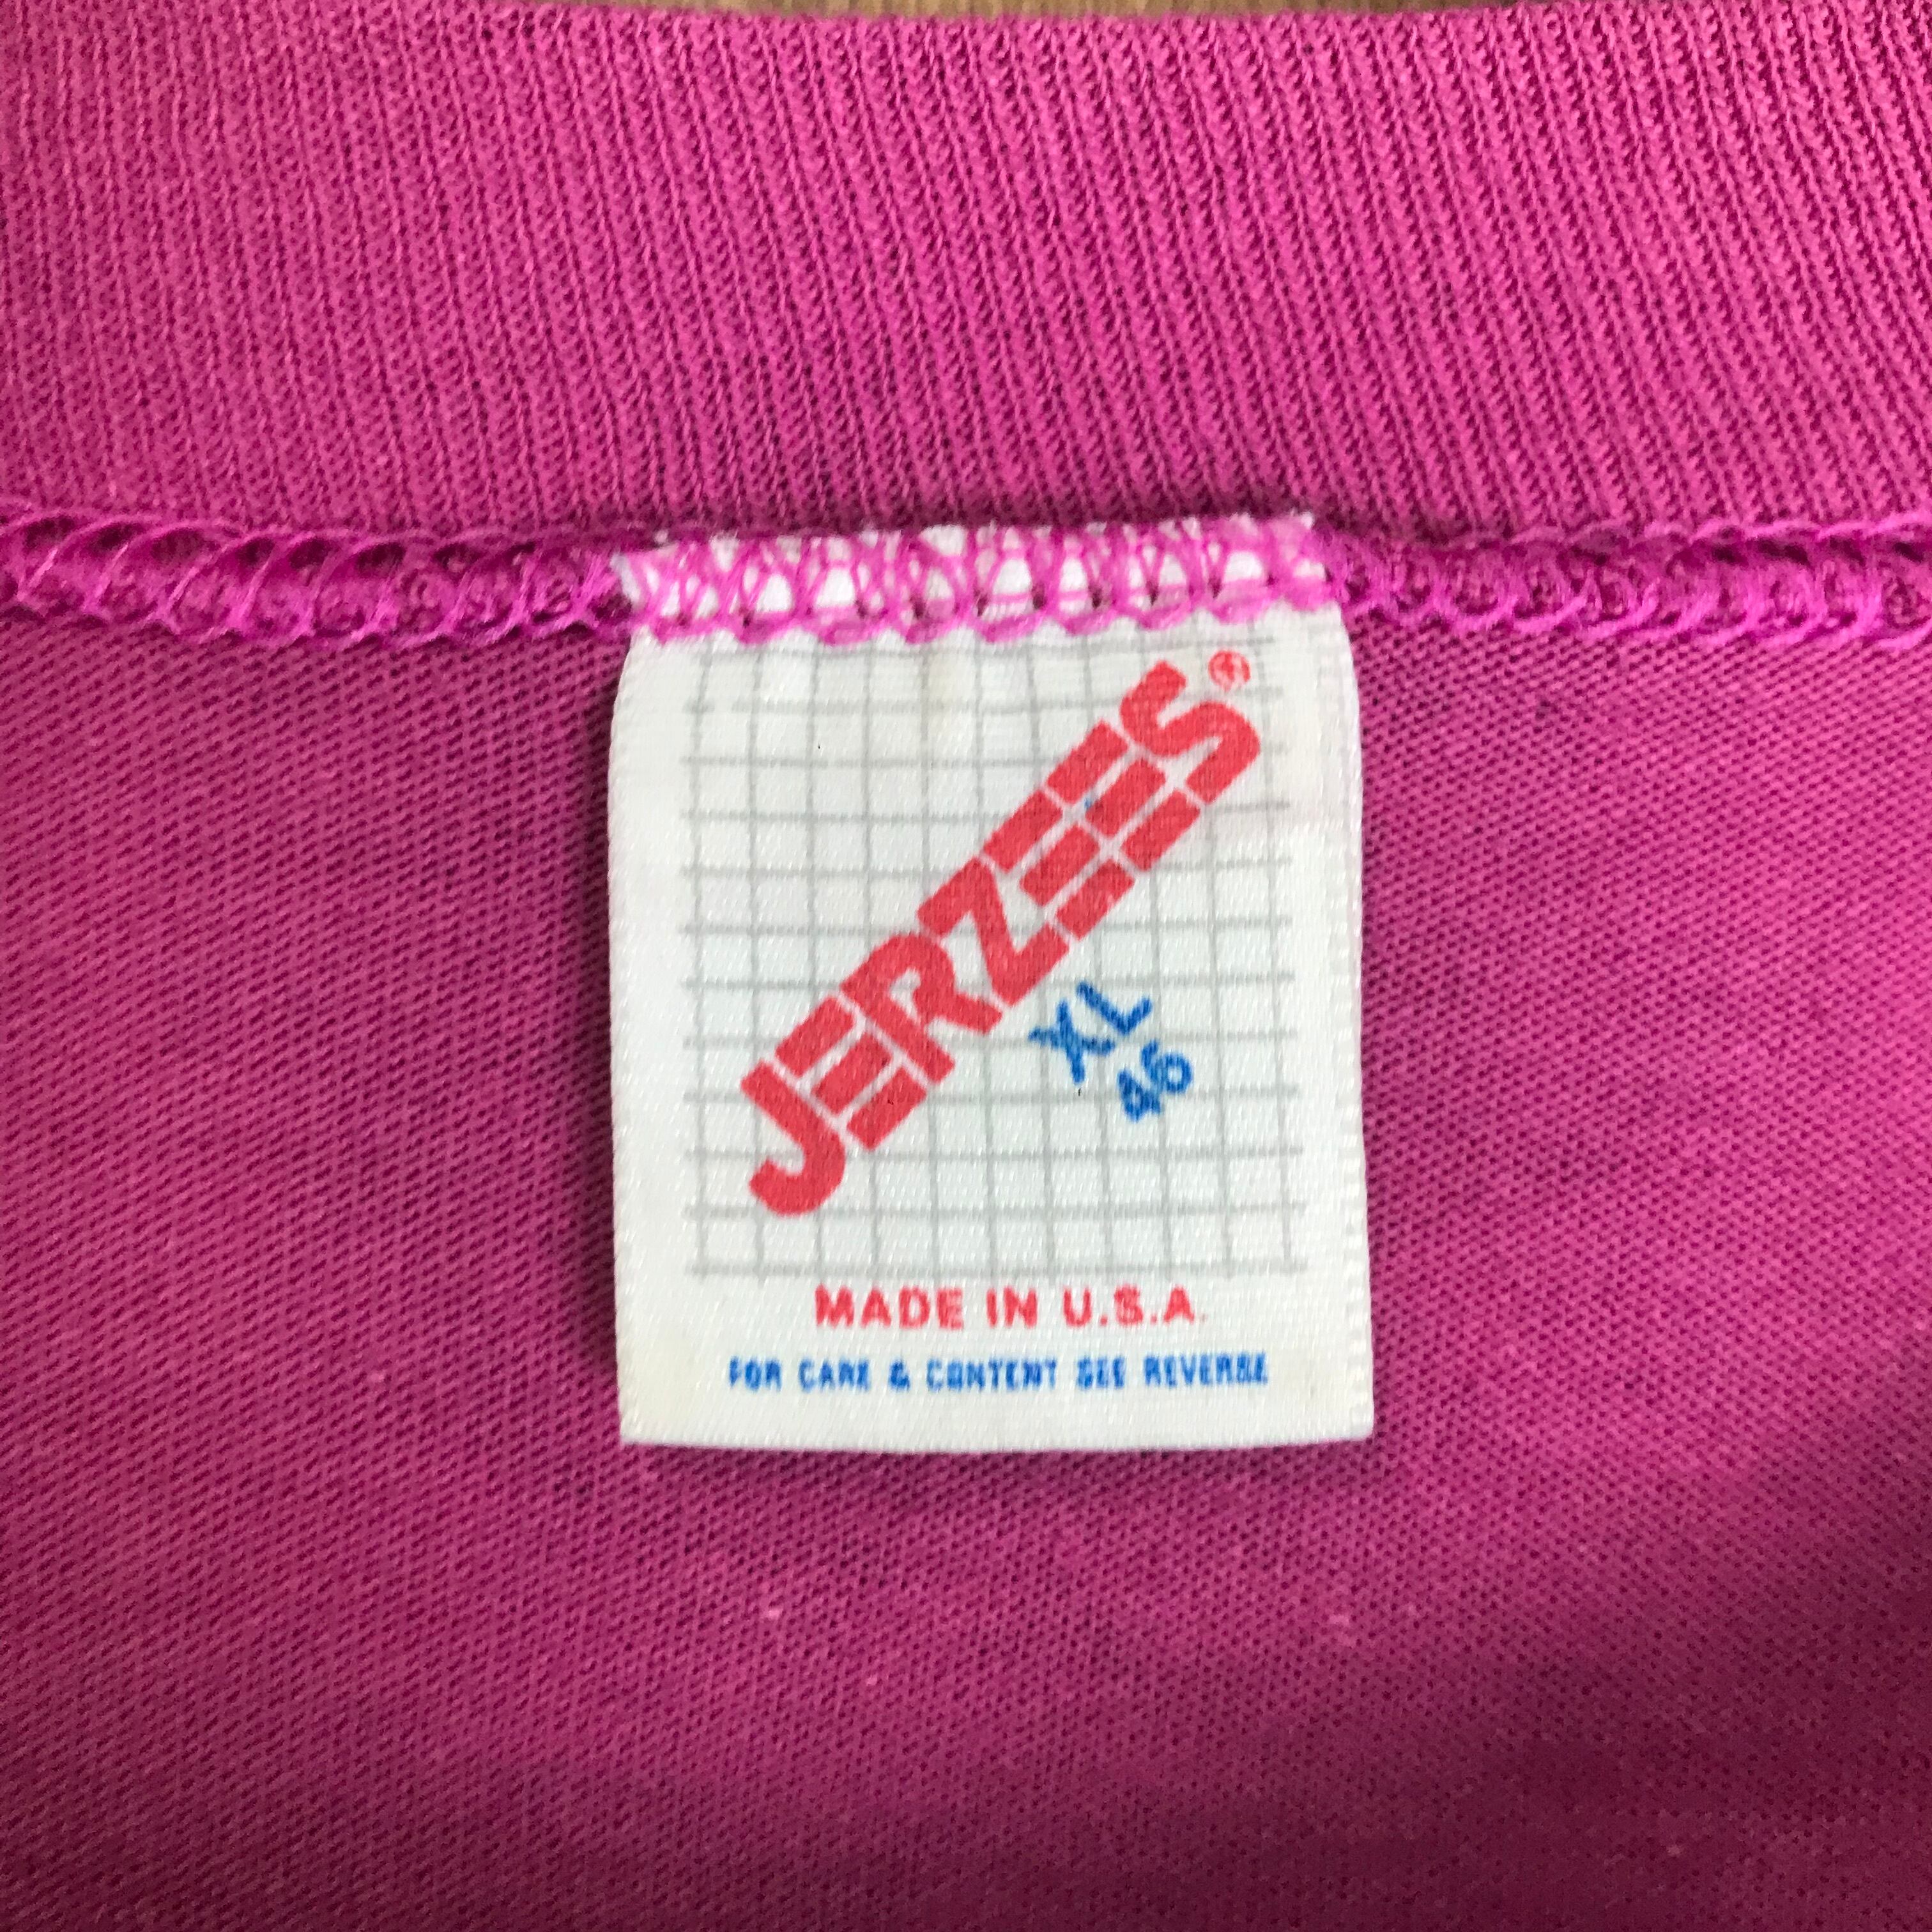 JERZEES®
XL
46
MADE IN U.S.A.
FOR CARE & CONTENT SEE REVERSE